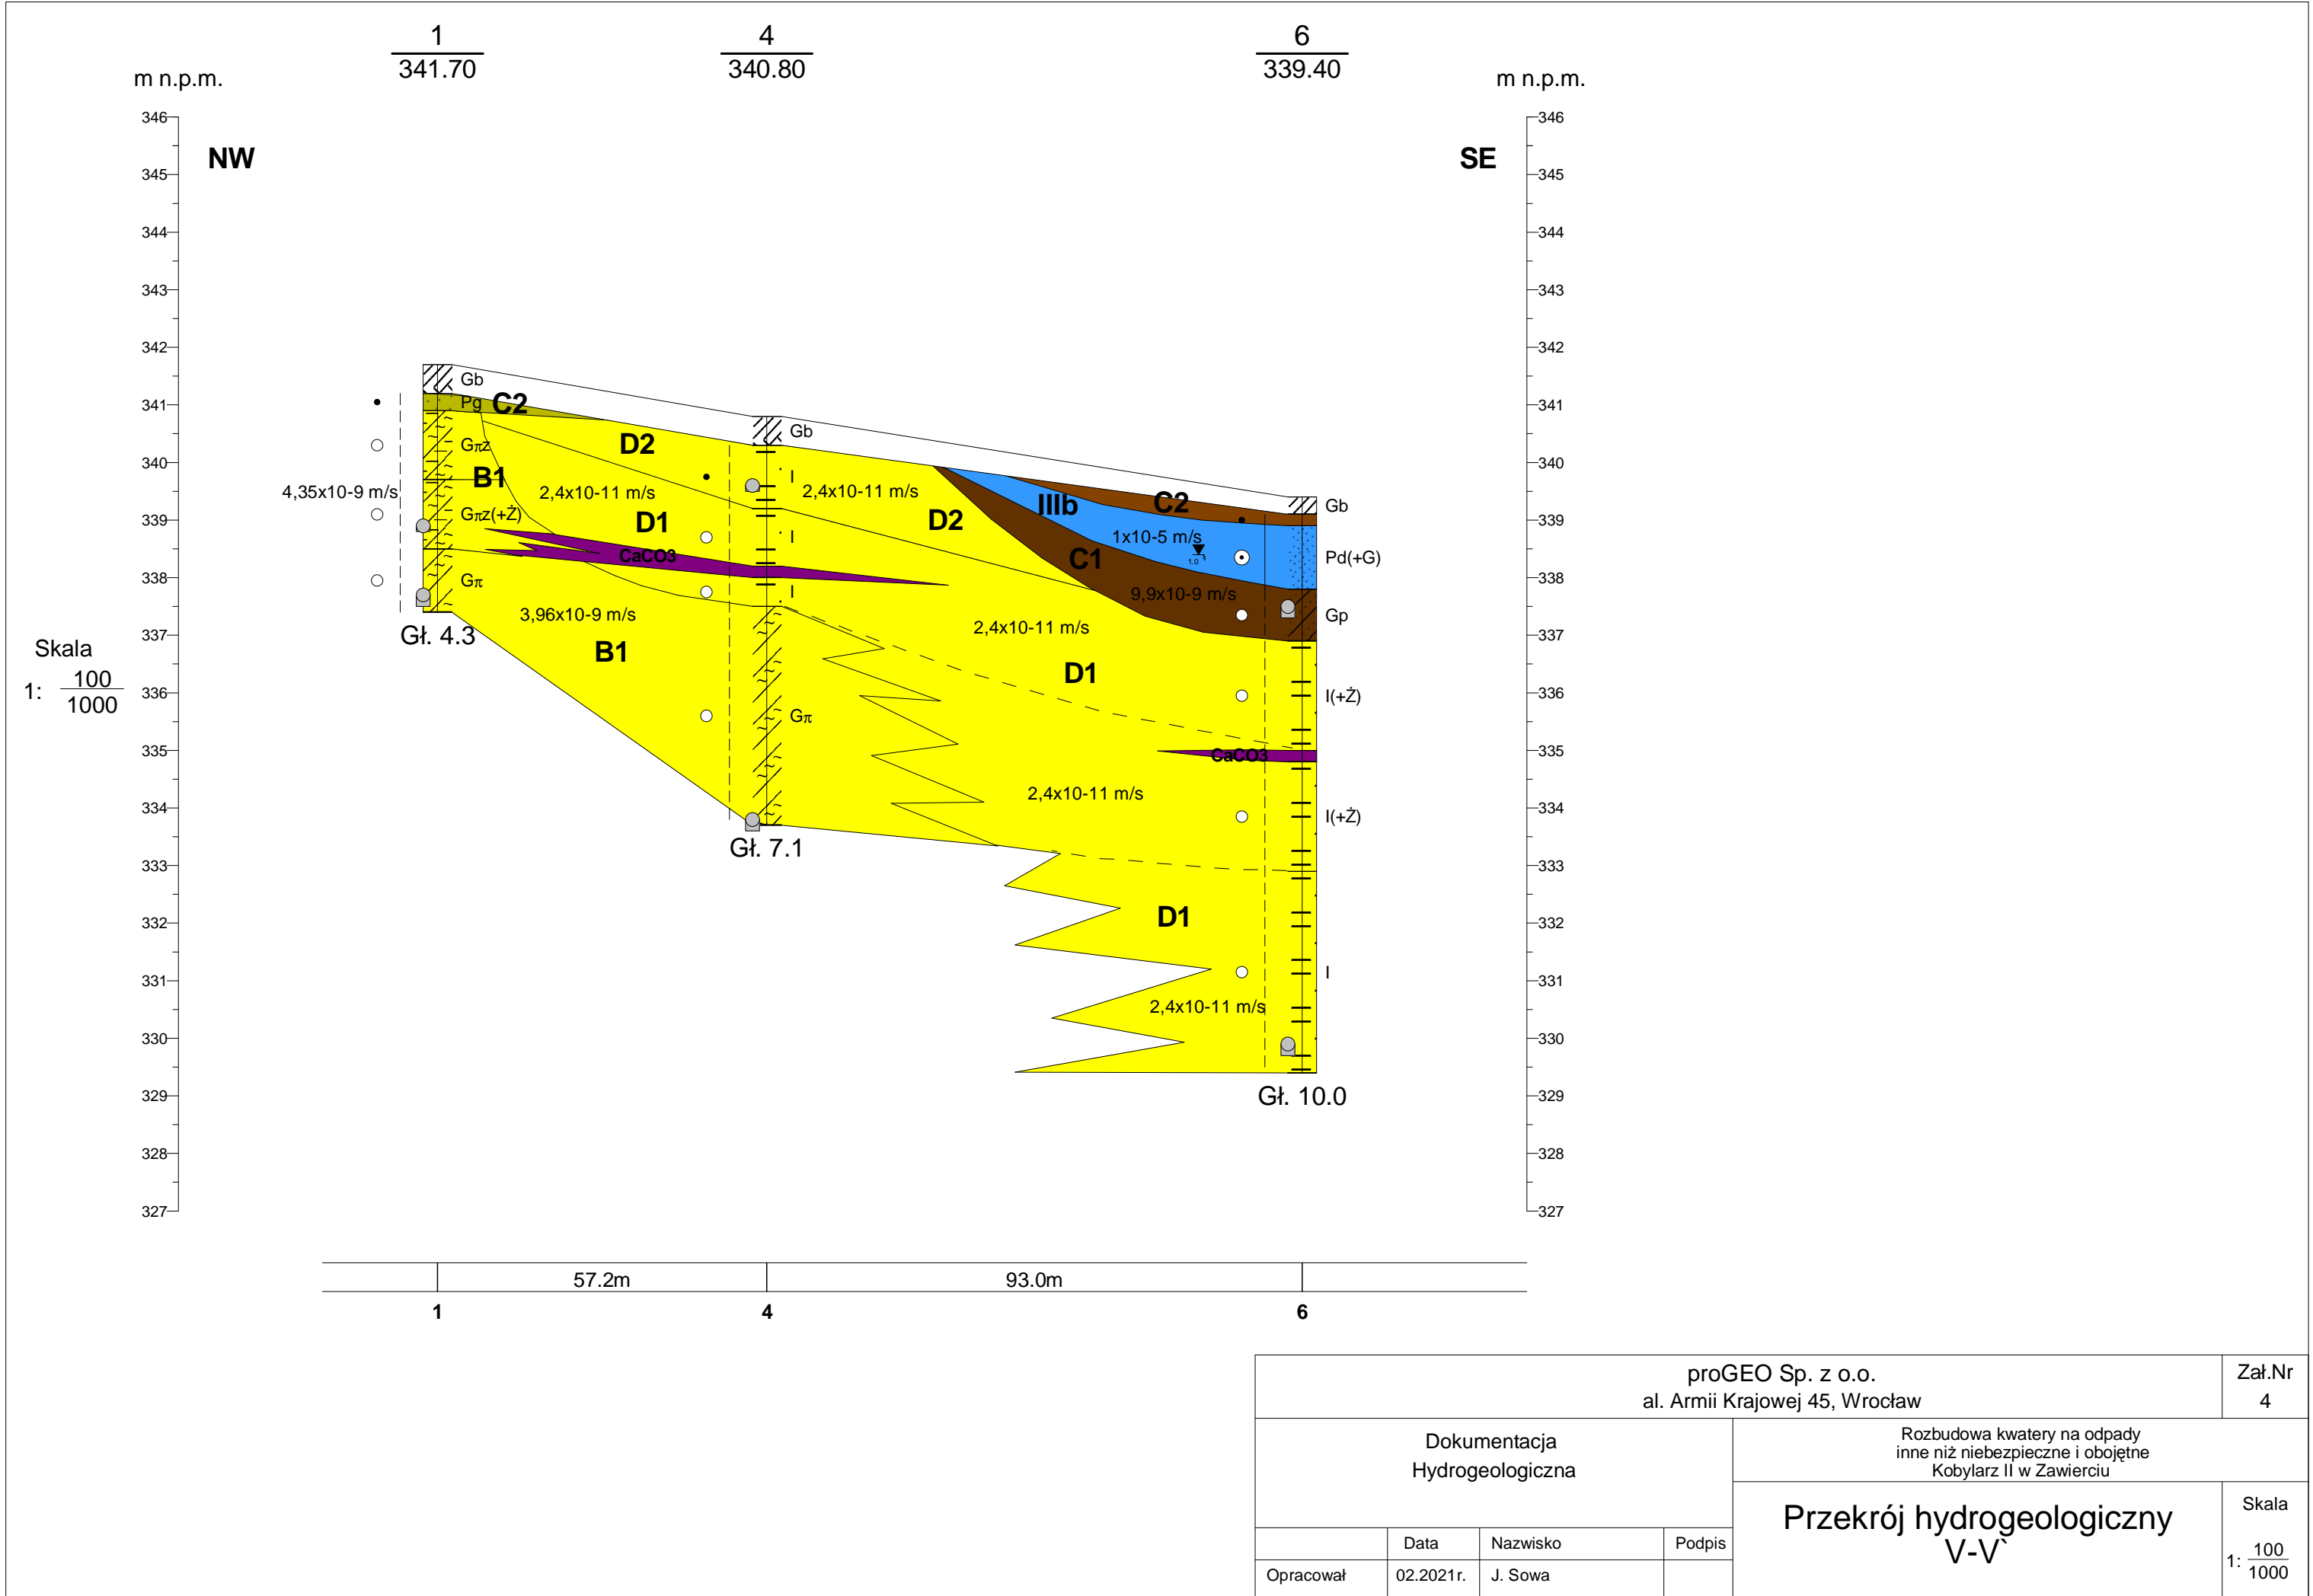 1
341.70
4
340.80
6
339.40
m n.p.m.
m n.p.m.
346
346
NW
SE
345
345
344
344
343
343
342
342
341
341
340
340
339
339
338
338
337
337
336
336
335
335
334
334
333
333
332
332
331
331
330
330
329
329
328
328
327
327
Gb
Pg
C2
Gπz
B1
Gπz(+Ż)
Gπ
4,35x10-9 m/s
Gł. 4.3
Gb
D2
I
2,4x10-11 m/s
D1
I
CaCO3
I
3,96x10-9 m/s
B1
Gπ
Gł. 7.1
2,4x10-11 m/s
D2
IIIb
C2
1x10-5 m/s
1.0
C1
9,9x10-9 m/s
2,4x10-11 m/s
D1
CaCO3
2,4x10-11 m/s
D1
2,4x10-11 m/s
Gb
Pd(+G)
Gp
I(+Ż)
I(+Ż)
I
Gł. 10.0
Skala
1: 100
1000
57.2m
93.0m
1
4
6
proGEO Sp. z o.o.
al. Armii Krajowej 45, Wrocław
Zał.Nr
4
Dokumentacja
Hydrogeologiczna
Rozbudowa kwatery na odpady
inne niż niebezpieczne i obojętne
Kobylarz II w Zawierciu
Przekrój hydrogeologiczny
V-V`
Skala
1: 100
1000
Data Nazwisko Podpis
Opracował 02.2021r. J. Sowa